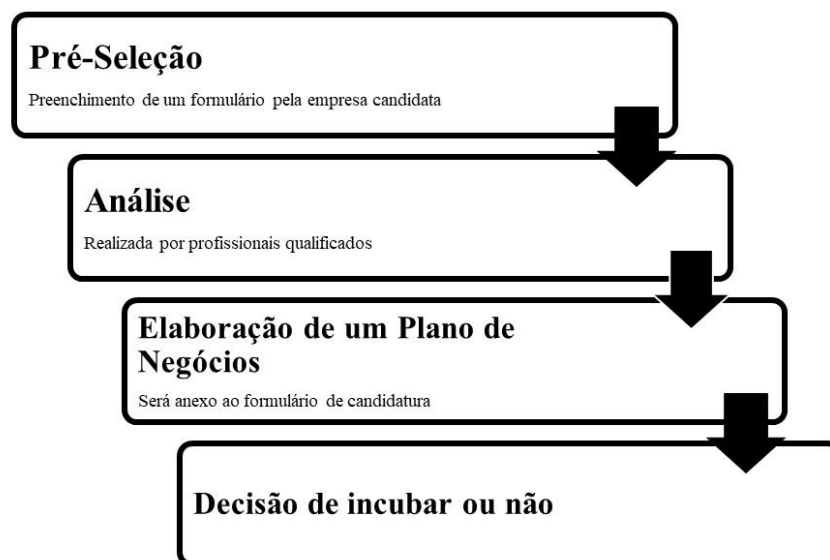 Pré-Seleção
Preenchimento de um formulário pela empresa candidata
Análise
Realizada por profissionais qualificados
Elaboração de um Plano de
Negócios
Será anexo ao formulário de candidatura
Decisão de incubar ou não